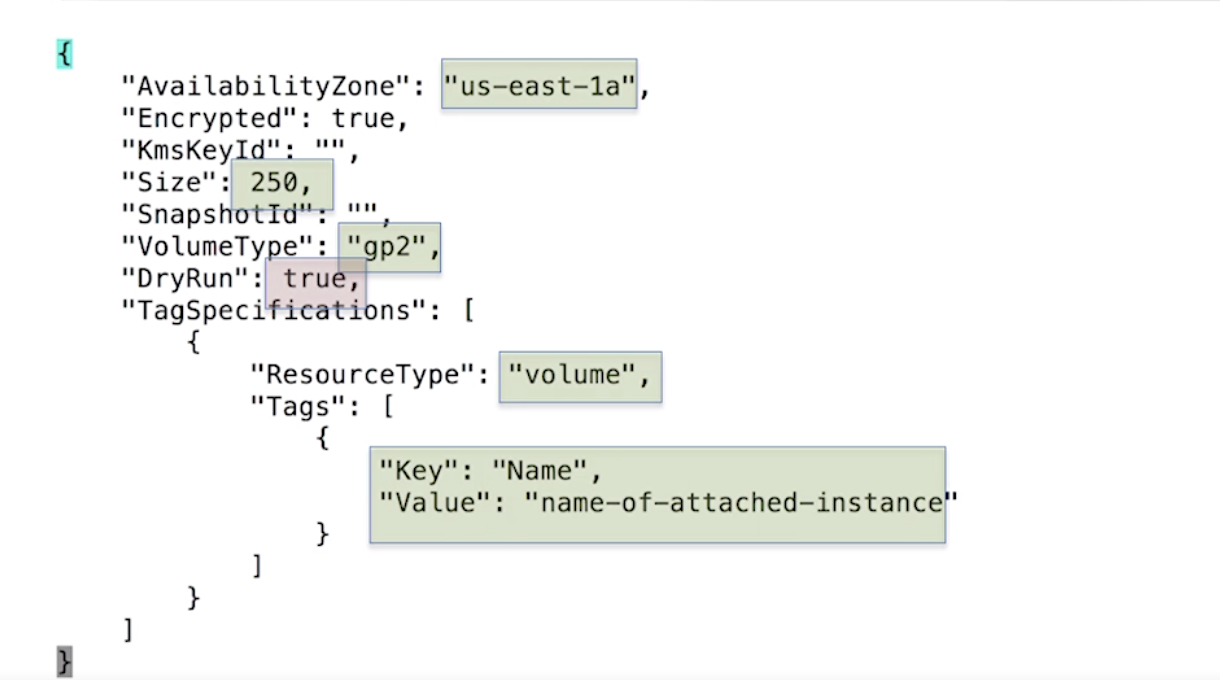 {
"AvailabilityZone": "us-east-1a",
"Encrypted": true,
"KmsKeyId": "",
"Size": 250,
"SnapshotId": "",
"VolumeType": "gp2",
"DryRun": true,
"TagSpecifications": [
{
"ResourceType": "volume",
"Tags": [
{
"Key": "Name",
"Value": "name-of-attached-instance"
}
]
}
]
}